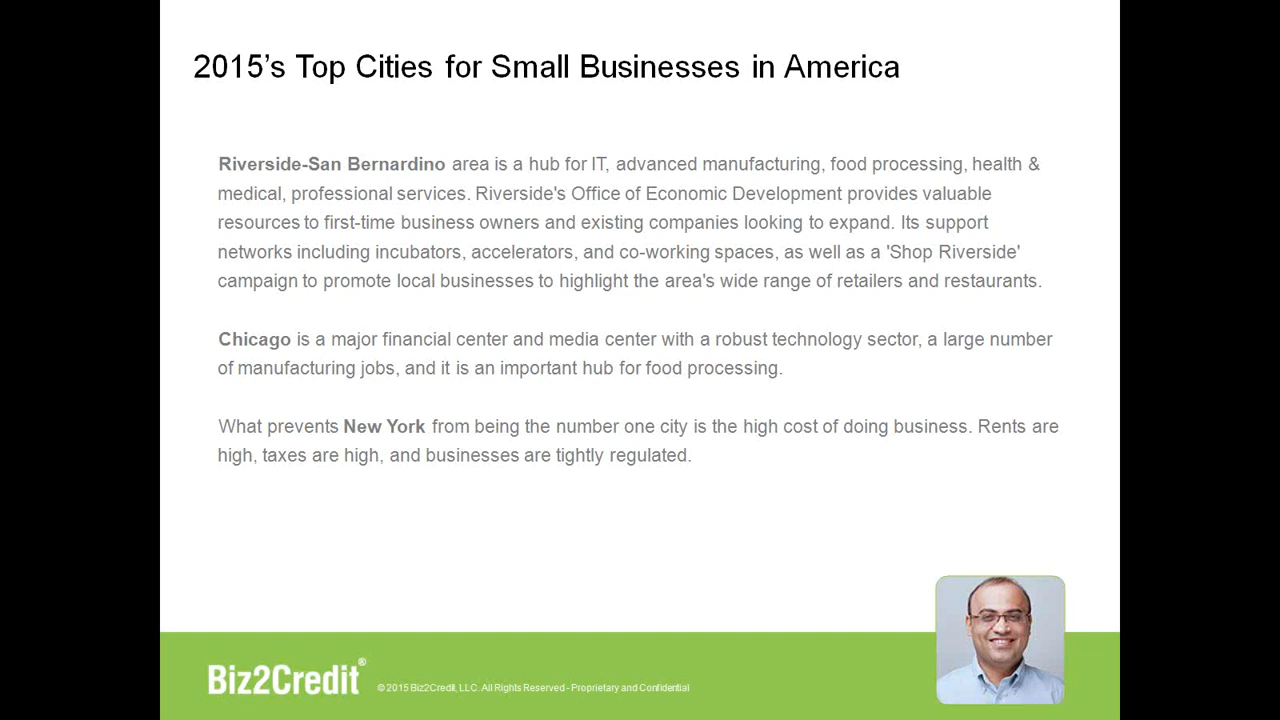 2015’s Top Cities for Small Businesses in America
Riverside-San Bernardino area is a hub for IT, advanced manufacturing, food processing, health &
medical, professional services. Riverside's Office of Economic Development provides valuable
resources to first-time business owners and existing companies looking to expand. Its support
networks including incubators, accelerators, and co-working spaces, as well as a 'Shop Riverside'
campaign to promote local businesses to highlight the area's wide range of retailers and restaurants.
Chicago is a major financial center and media center with a robust technology sector, a large number
of manufacturing jobs, and it is an important hub for food processing.
What prevents New York from being the number one city is the high cost of doing business. Rents are
high, taxes are high, and businesses are tightly regulated.
Biz2Credit®
© 2015 Biz2Credit, LLC. All Rights Reserved - Proprietary and Confidential